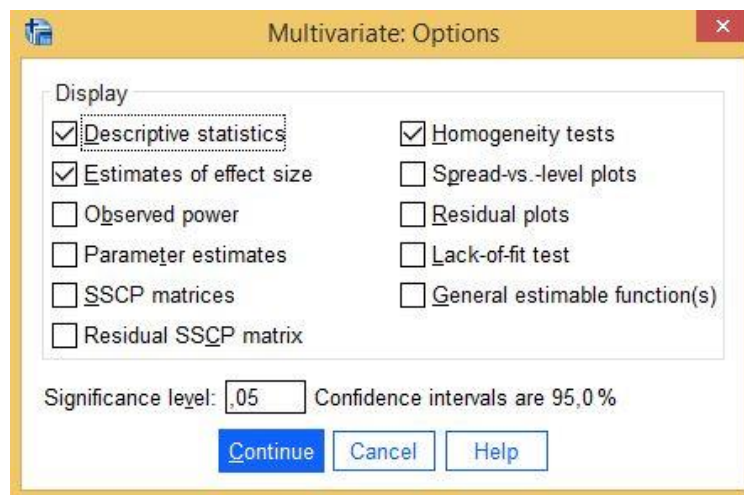 Multivariate: Options
Display
Descriptive statistics
Homogeneity tests
Estimates of effect size
Spread-vs.-level plots
Observed power
Residual plots
Parameter estimates
Lack-of-fit test
SSCP matrices
General estimable function(s)
Residual SSCP matrix
Significance level: ,05 Confidence intervals are 95,0 %
Continue Cancel Help